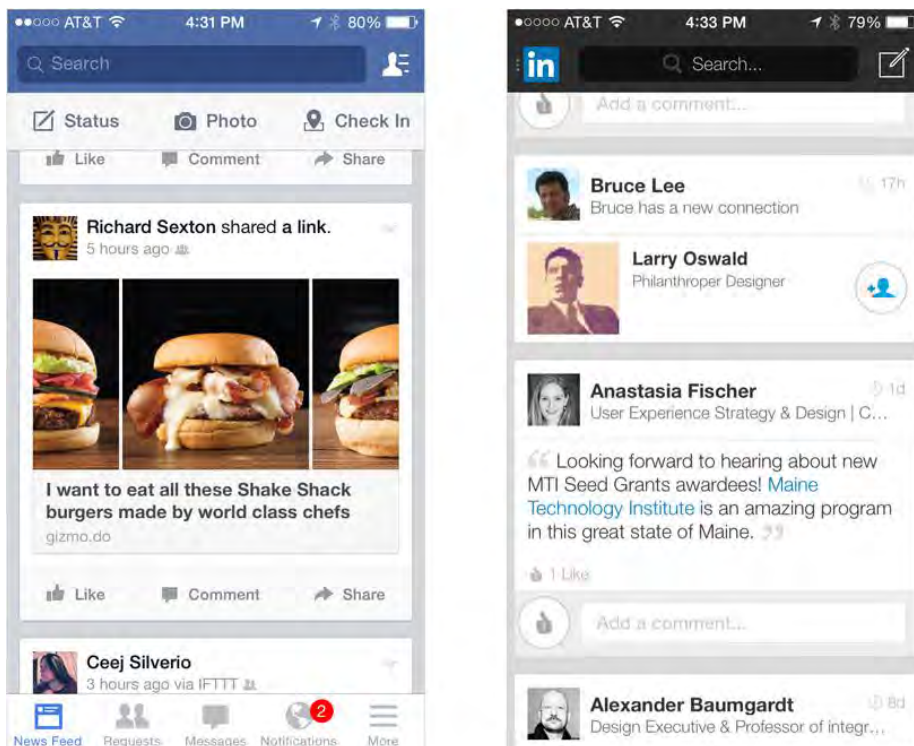 AT&T 4:31 PM 80%
Search
Status Photo Check In
Like Comment Share
Richard Sexton shared a link.
5 hours ago
I want to eat all these Shake Shack
burgers made by world class chefs
gizmo.do
Like Comment Share
Ceej Silverio
3 hours ago via IFTTT
2
News Feed Requests Messages Notifications More
AT&T 4:33 PM 79%
in Search...
Add a comment...
Bruce Lee 17h
Bruce has a new connection
Larry Oswald
Philanthroper Designer
Anastasia Fischer 1d
User Experience Strategy & Design | C...
“ Looking forward to hearing about new
MTI Seed Grants awardees! Maine
Technology Institute is an amazing program
in this great state of Maine. ”
1 Like
Add a comment...
Alexander Baumgardt 8d
Design Executive & Professor of integr...